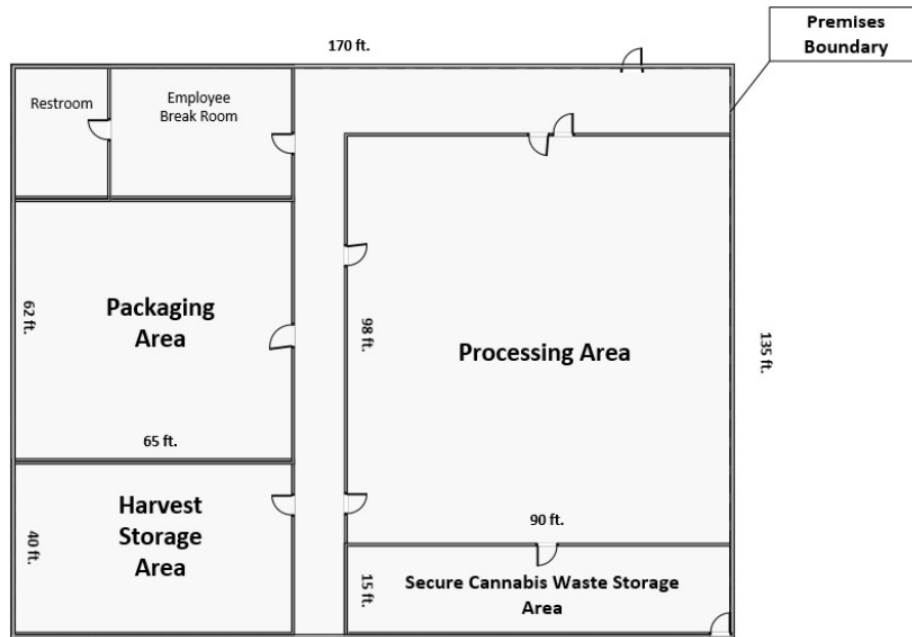 Premises
Boundary
170 ft.
Restroom
Employee
Break Room
Packaging
Area
62 ft.
65 ft.
98 ft.
Processing Area
135 ft.
90 ft.
Harvest
Storage
Area
40 ft.
15 ft.
Secure Cannabis Waste Storage
Area